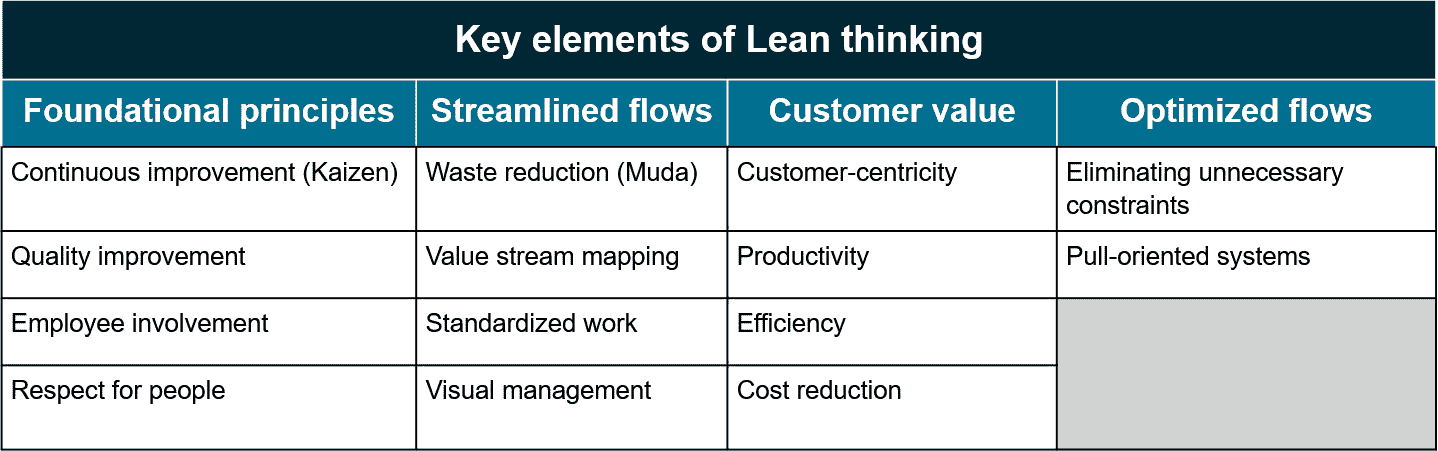 Key elements of Lean thinking
Foundational principles
Streamlined flows
Customer value
Optimized flows
Continuous improvement (Kaizen)
Waste reduction (Muda)
Customer-centricity
Eliminating unnecessary
constraints
Quality improvement
Value stream mapping
Productivity
Pull-oriented systems
Employee involvement
Standardized work
Efficiency
Respect for people
Visual management
Cost reduction